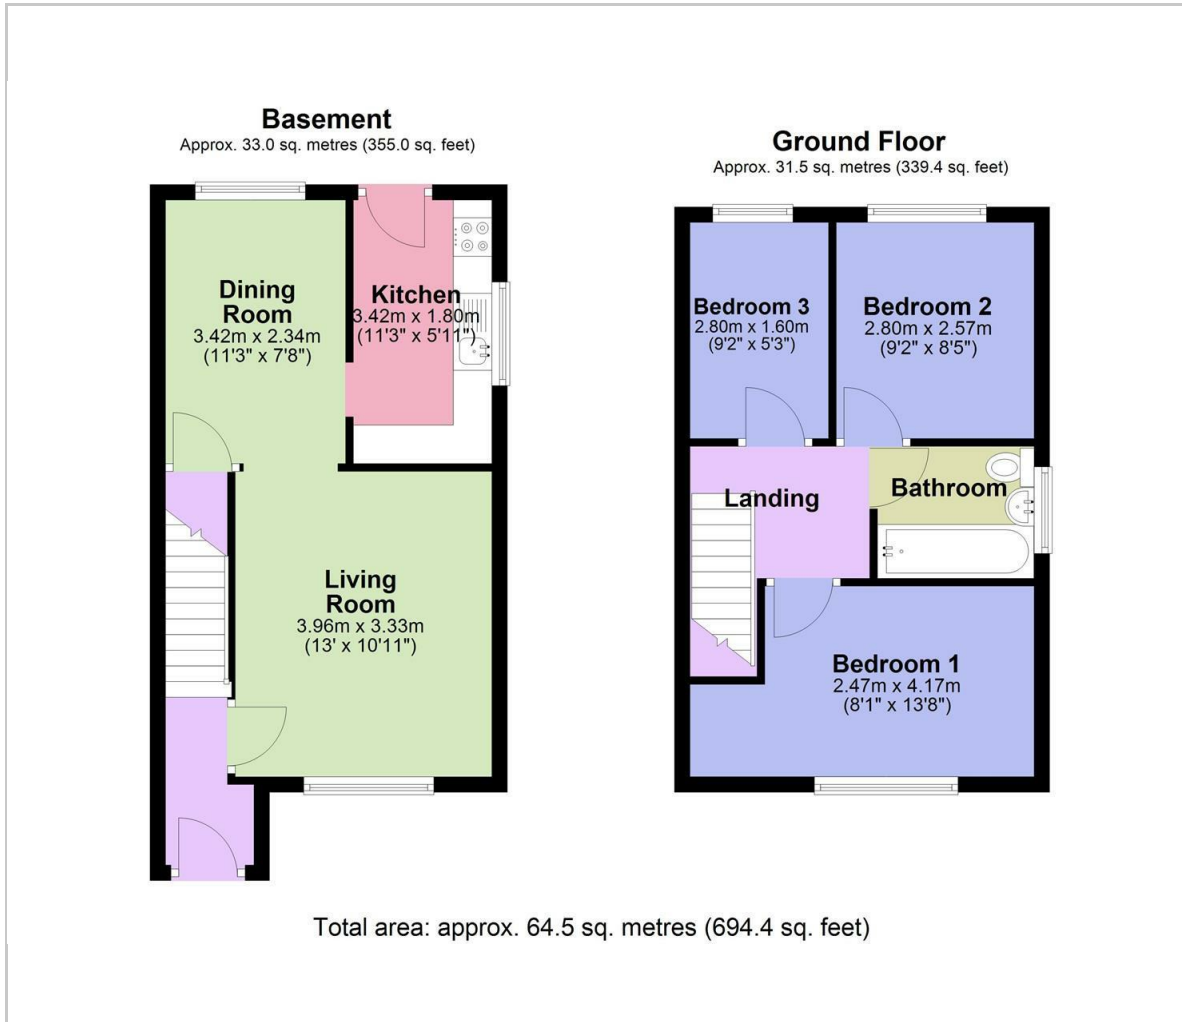 Basement
Approx. 33.0 sq. metres (355.0 sq. feet)
Dining
Room
3.42m x 2.34m
(11'3" x 7'8")
Kitchen
3.42m x 1.80m
(11'3" x 5'11")
Living
Room
3.96m x 3.33m
(13' x 10'11")
Ground Floor
Approx. 31.5 sq. metres (339.4 sq. feet)
Bedroom 3
2.80m x 1.60m
(9'2" x 5'3")
Bedroom 2
2.80m x 2.57m
(9'2" x 8'5")
Landing
Bathroom
Bedroom 1
2.47m x 4.17m
(8'1" x 13'8")
Total area: approx. 64.5 sq. metres (694.4 sq. feet)